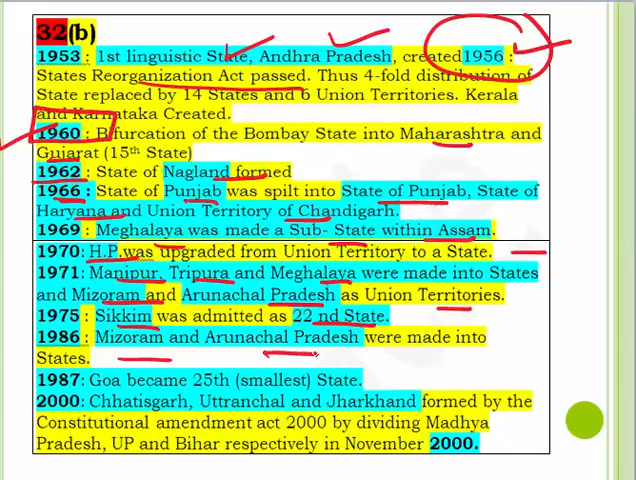 32(b)
1953 : 1st linguistic State, Andhra Pradesh, created 1956 :
States Reorganization Act passed. Thus 4-fold distribution of
State replaced by 14 States and 6 Union Territories. Kerala
and Karnataka Created.
1960 : Bifurcation of the Bombay State into Maharashtra and
Gujarat (15th State)
1962 : State of Nagland formed
1966 : State of Punjab was spilt into State of Punjab, State of
Haryana and Union Territory of Chandigarh.
1969 : Meghalaya was made a Sub- State within Assam.
1970: H.P. was upgraded from Union Territory to a State.
1971: Manipur, Tripura and Meghalaya were made into States
and Mizoram and Arunachal Pradesh as Union Territories.
1975: Sikkim was admitted as 22 nd State.
1986: Mizoram and Arunachal Pradesh were made into
States.
1987: Goa became 25th (smallest) State.
2000: Chhatisgarh, Uttranchal and Jharkhand formed by the
Constitutional amendment act 2000 by dividing Madhya
Pradesh, UP and Bihar respectively in November 2000.